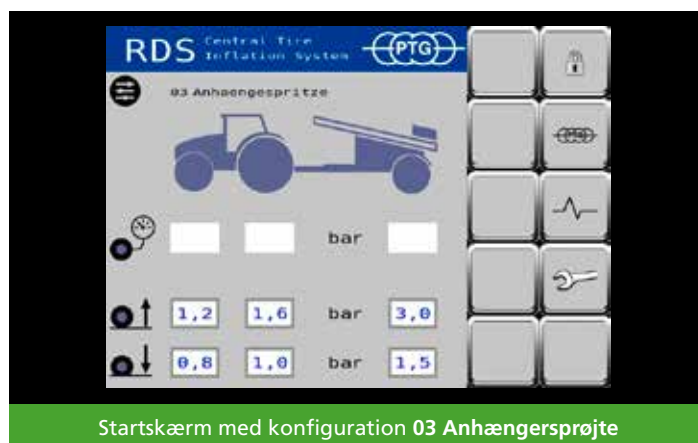 RDS Central Tire Inflation System PTG
03 Anhaengespritze
bar
1,2 1,6 bar 3,0
0,8 1,0 bar 1,5
PTG
Startskærm med konfiguration 03 Anhængersprøjte